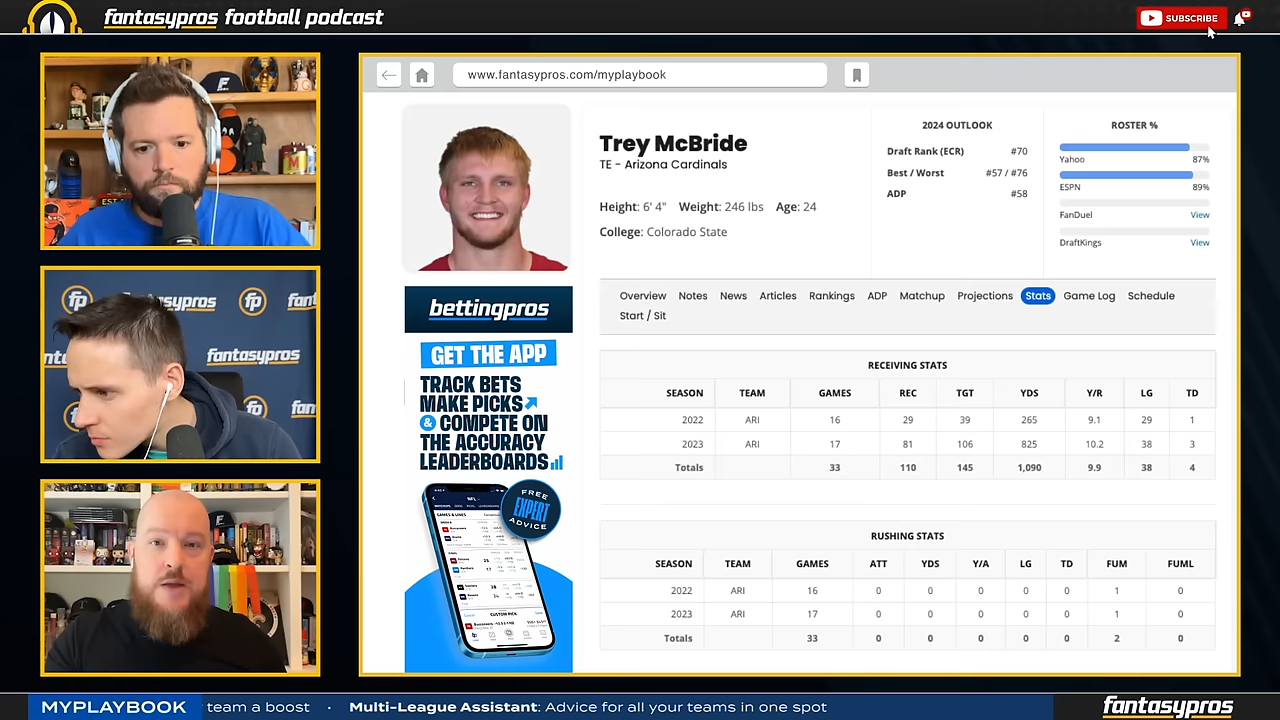 fantasypros football podcast
SUBSCRIBE
www.fantasypros.com/myplaybook
Trey McBride
TE - Arizona Cardinals
Height: 6' 4" Weight: 246 lbs Age: 24
College: Colorado State
2024 OUTLOOK
Draft Rank (ECR) #70
Best / Worst #57 / #76
ADP #58
ROSTER %
Yahoo 87%
ESPN 89%
FanDuel View
DraftKings View
Overview Notes News Articles Rankings ADP Matchup Projections Stats Game Log Schedule
Start / Sit
RECEIVING STATS
SEASON TEAM GAMES REC TGT YDS Y/R LG TD
2022 ARI 16 29 39 265 9.1 29 1
2023 ARI 17 81 106 825 10.2 38 3
Totals 33 110 145 1,090 9.9 38 4
RUSHING STATS
SEASON TEAM GAMES ATT YDS Y/A LG TD FUM FUML
2022 ARI 16 0 0 0 0 0 1 0
2023 ARI 17 0 0 0 0 0 1 0
Totals 33 0 0 0 0 0 2 0
bettingpros
GET THE APP
TRACK BETS
MAKE PICKS
& COMPETE ON
THE ACCURACY
LEADERBOARDS
FREE
EXPERT
ADVICE
CUSTOM PICK
fp
fantasypros
fp
MYPLAYBOOK team a boost · Multi-League Assistant: Advice for all your teams in one spot
fantasypros